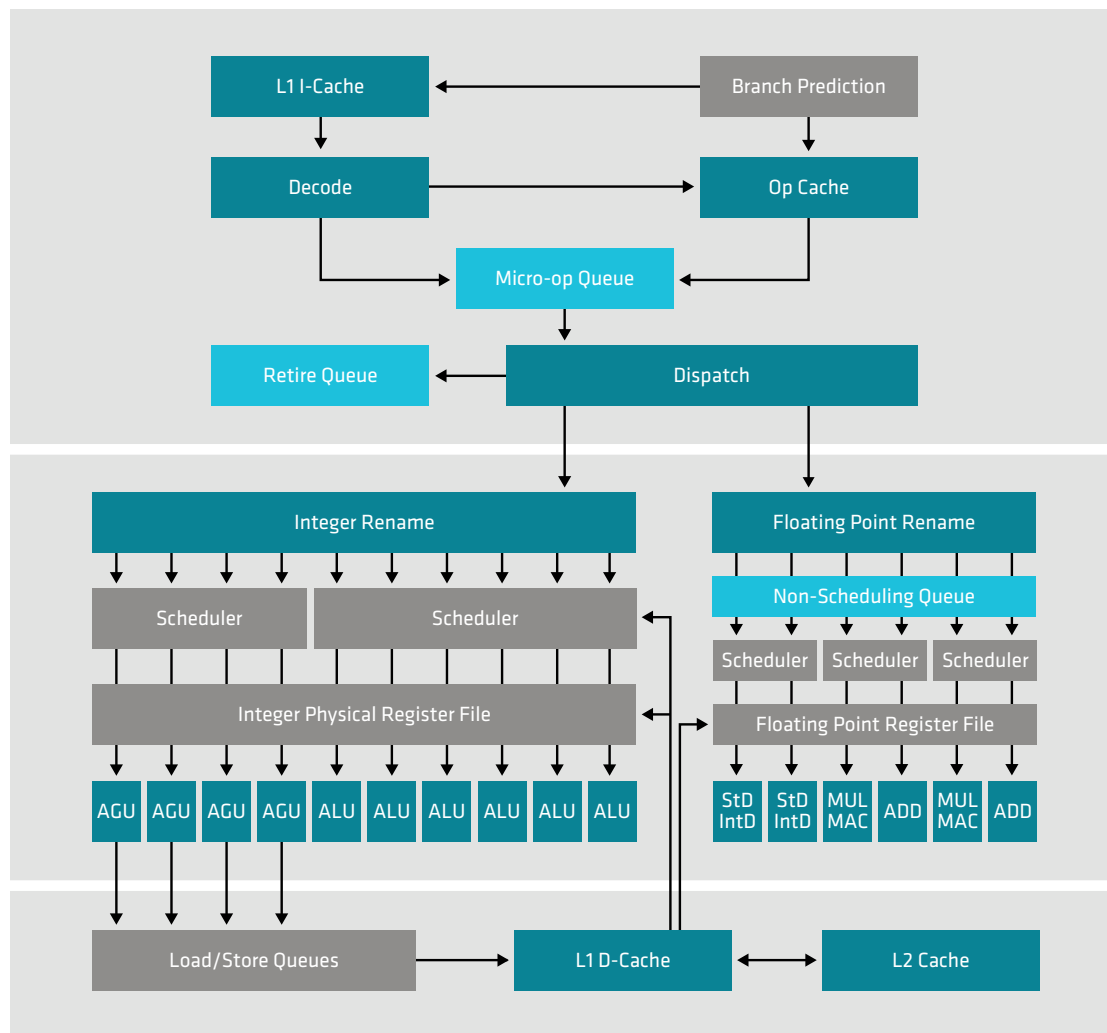 L1 I-Cache
Branch Prediction
Decode
Op Cache
Micro-op Queue
Retire Queue
Dispatch
Integer Rename
Floating Point Rename
Scheduler
Scheduler
Non-Scheduling Queue
Scheduler
Scheduler
Scheduler
Integer Physical Register File
Floating Point Register File
AGU
AGU
AGU
AGU
ALU
ALU
ALU
ALU
ALU
ALU
StD
IntD
StD
IntD
MUL
MAC
ADD
MUL
MAC
ADD
Load/Store Queues
L1 D-Cache
L2 Cache